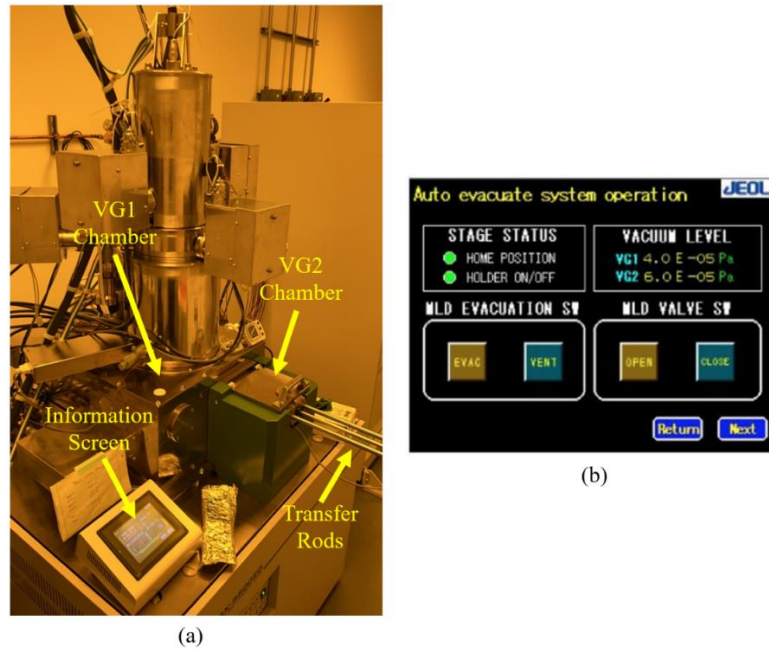 VG1
Chamber
VG2
Chamber
Information
Screen
Transfer
Rods
(a)
Auto evacuate system operation
JEOL
STAGE STATUS
HOME POSITION
HOLDER ON/OFF
VACUUM LEVEL
VG1 4.0 E -05 Pa
VG2 6.0 E -05 Pa
MLD EVACUATION SW
EVAC
VENT
MLD VALVE SW
OPEN
CLOSE
Return
Next
(b)